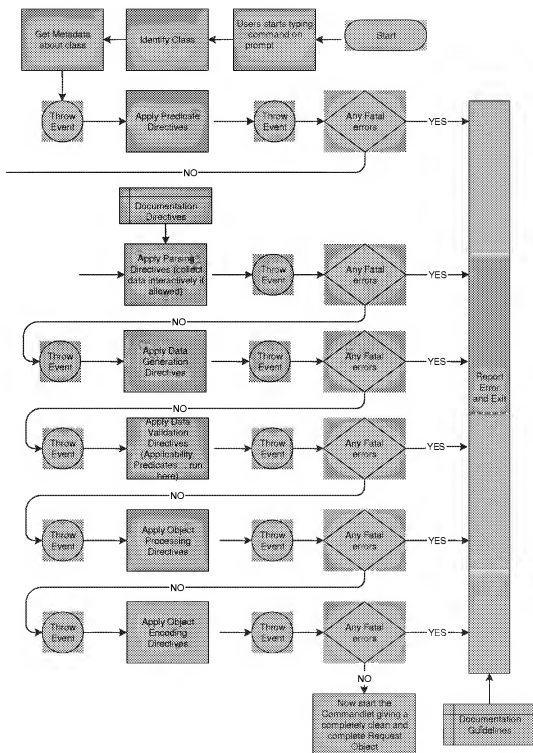 Get Metadata
about class
Identify Class
Users starts typing
command on
prompt
Start
Throw
Event
Apply Predicate
Directives
Throw
Event
Any Fatal
errors
YES
NO
Documentation
Directives
Apply Parsing
Directives (collect
data interactively if
allowed)
Throw
Event
Any Fatal
errors
YES
NO
Throw
Event
Apply Data
Generation
Directives
Throw
Event
Any Fatal
errors
YES
Report
Error
and Exit
NO
Throw
Event
Apply Data
Validation
Directives
(Applicability,
Predicates... run
here)
Throw
Event
Any Fatal
errors
YES
NO
Throw
Event
Apply Object
Processing
Directives
Throw
Event
Any Fatal
errors
YES
NO
Throw
Event
Apply Object
Encoding
Directives
Throw
Event
Any Fatal
errors
YES
NO
Now start the
Commandlet giving a
completely clean and
complete Request
Object
Documentation
Guidelines